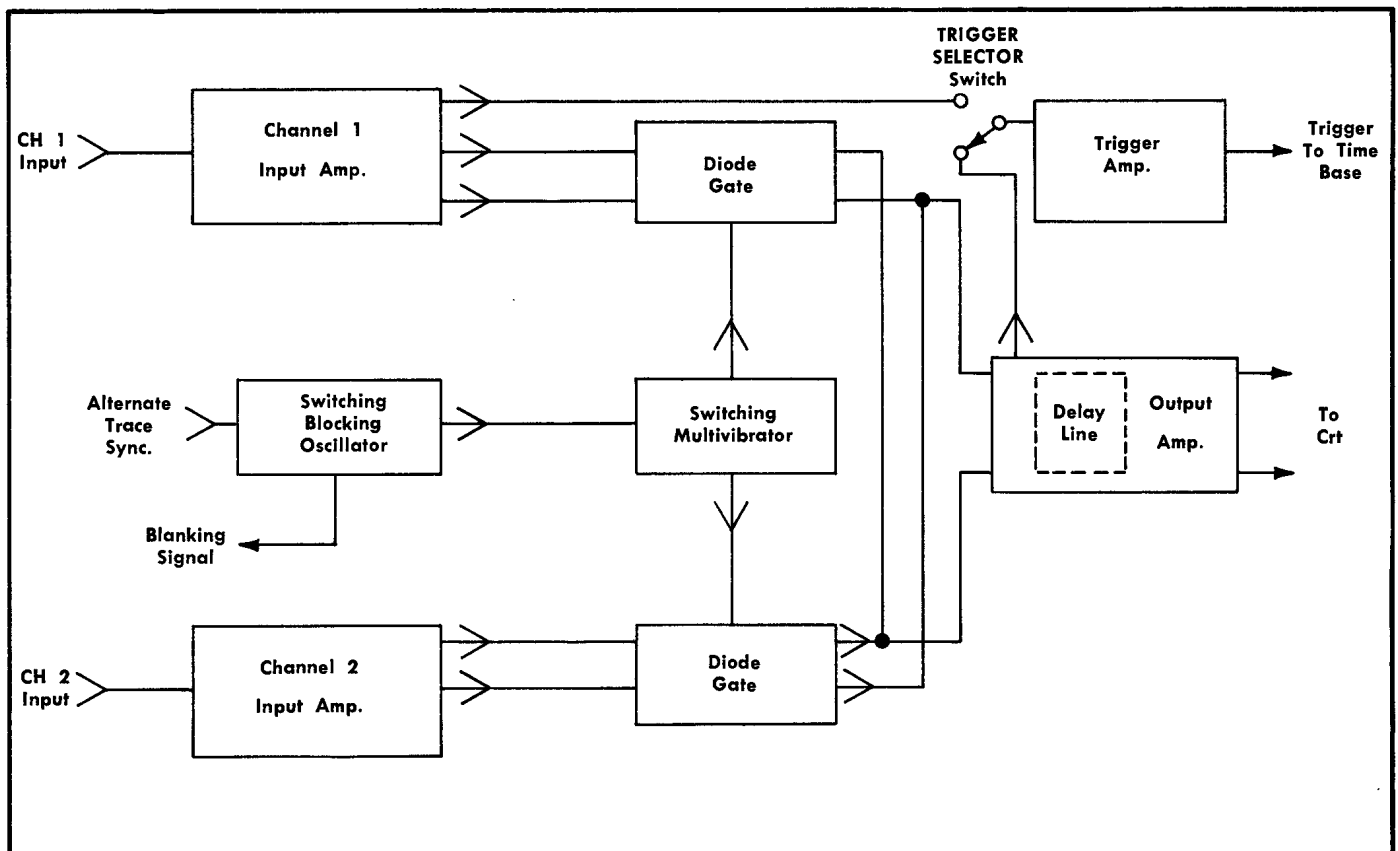 TRIGGER
SELECTOR
Switch
CH 1
Input
Channel 1
Input Amp.
Diode
Gate
Trigger
Amp.
Trigger
To Time
Base
Alternate
Trace
Sync.
Switching
Blocking
Oscillator
Switching
Multivibrator
Delay
Line
Output
Amp.
To
Crt
Blanking
Signal
CH 2
Input
Channel 2
Input Amp.
Diode
Gate